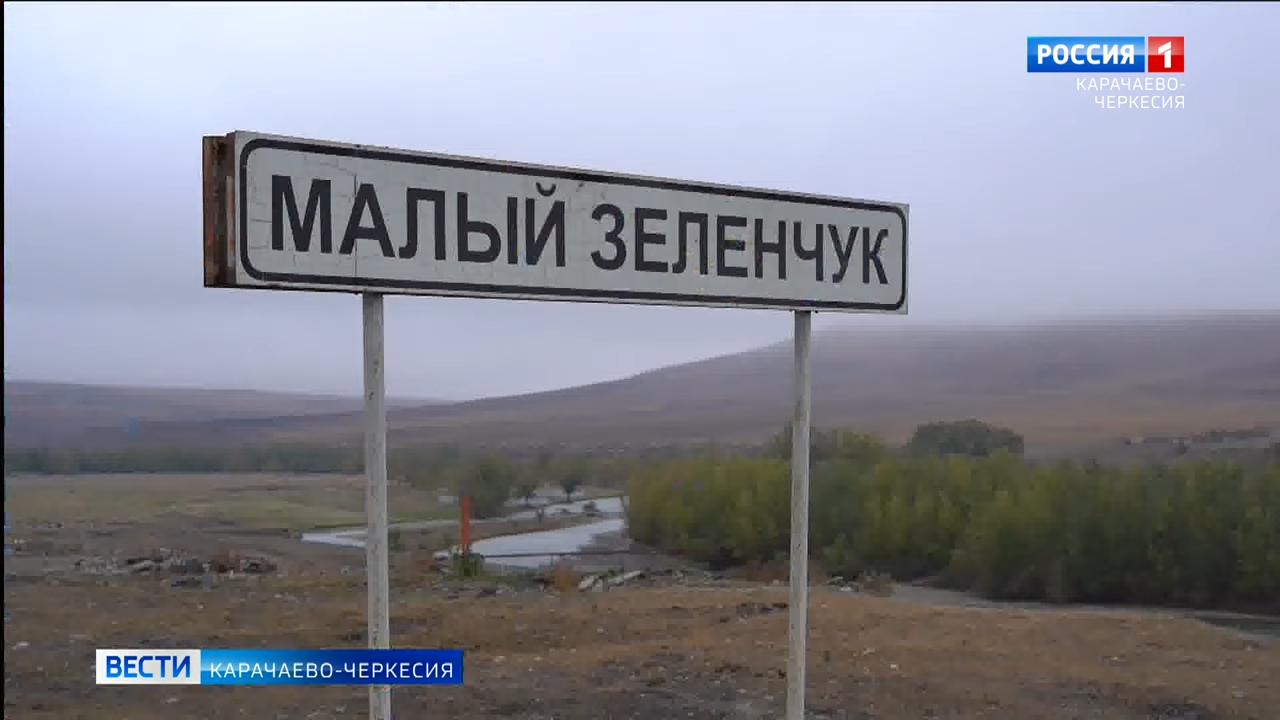 РОССИЯ 1
КАРАЧАЕВО-
ЧЕРКЕСИЯ
МАЛЫЙ ЗЕЛЕНЧУК
ВЕСТИ КАРАЧАЕВО-ЧЕРКЕСИЯ